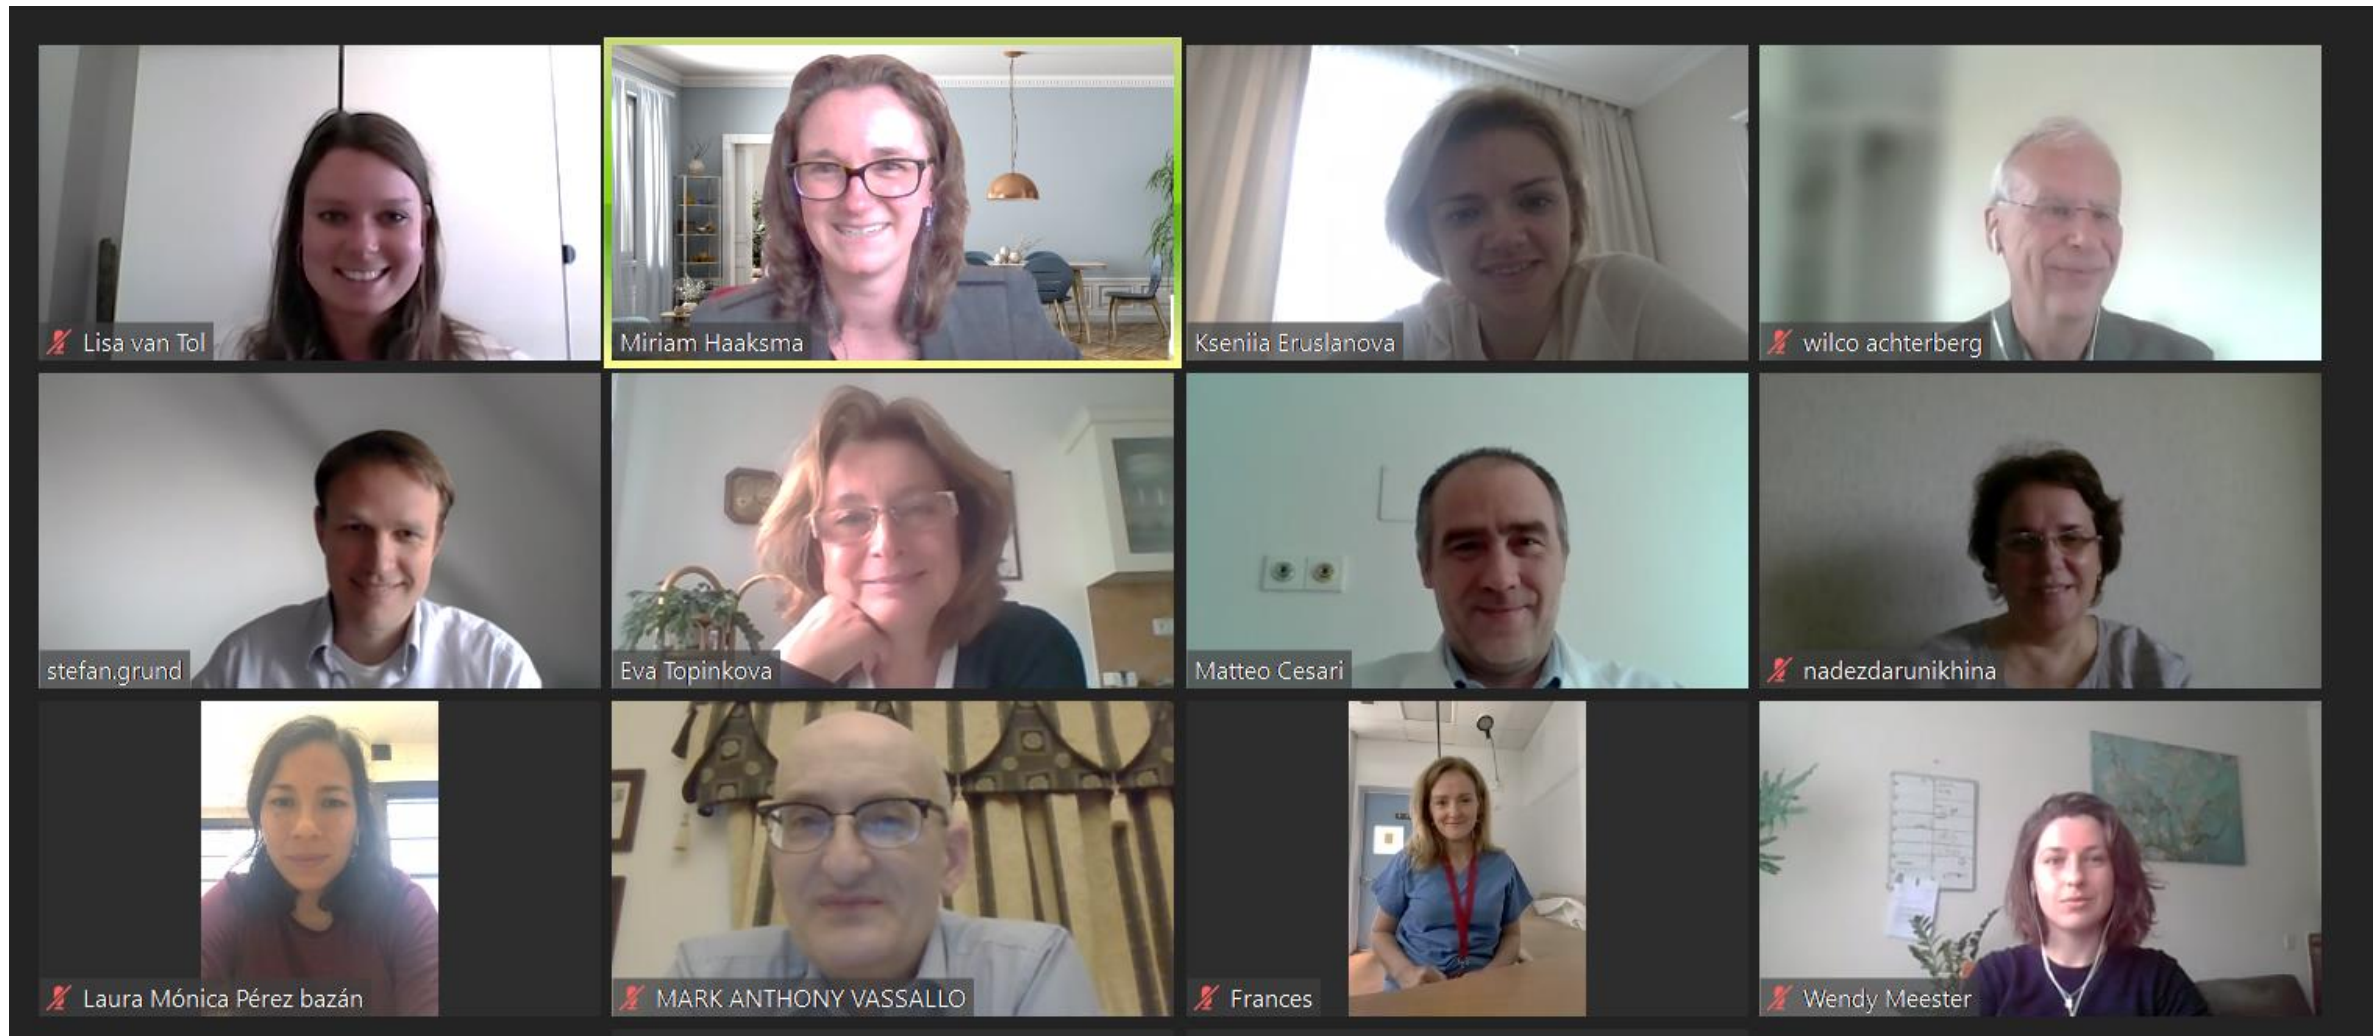 Lisa van Tol
Miriam Haaksma
Kseniia Eruslanova
wilco achterberg
stefan.grund
Eva Topinkova
Matteo Cesari
nadezdarunikhina
Laura Mónica Pérez bazán
MARK ANTHONY VASSALLO
Frances
Wendy Meester